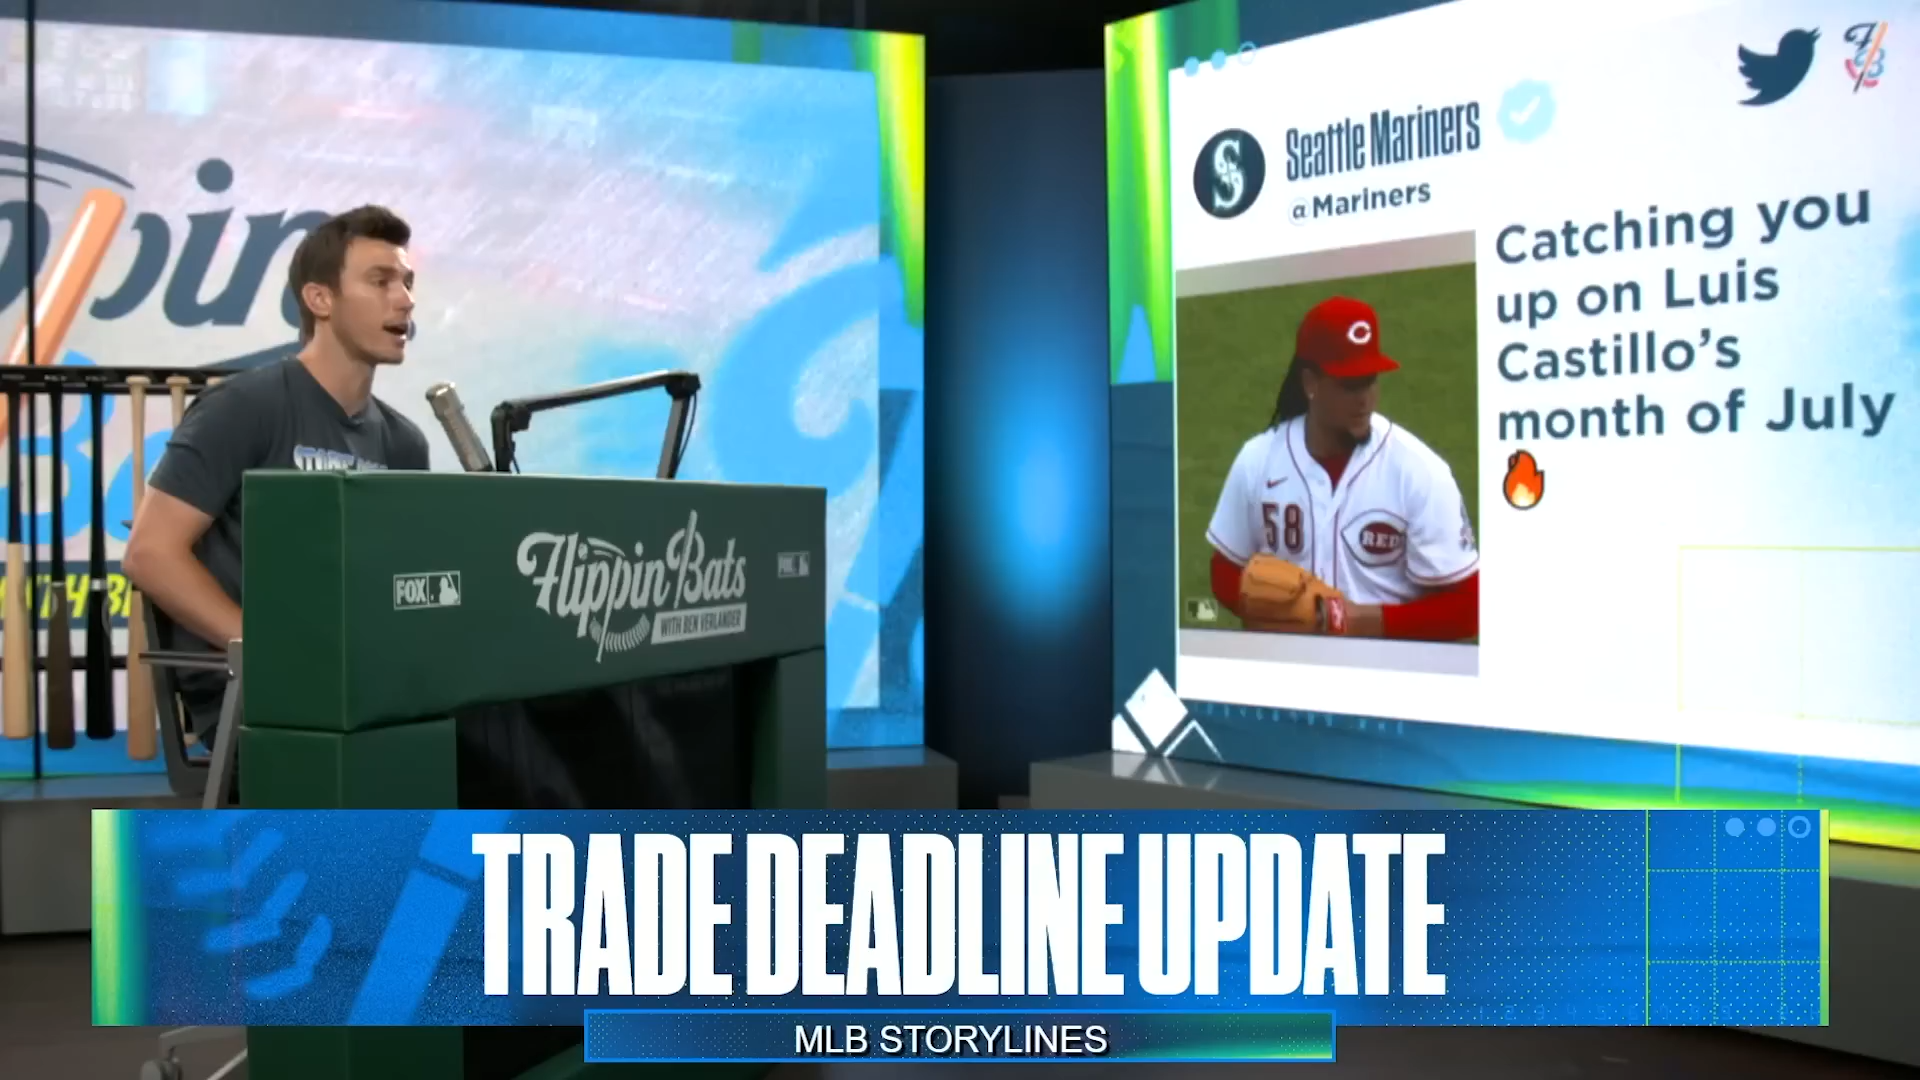 Seattle Mariners
@Mariners
Catching you
up on Luis
Castillo's
month of July
C
58
REDS
Flippin Bats
WITH BEN VERLANDER
FOX
FOX
TRADE DEADLINE UPDATE
MLB STORYLINES